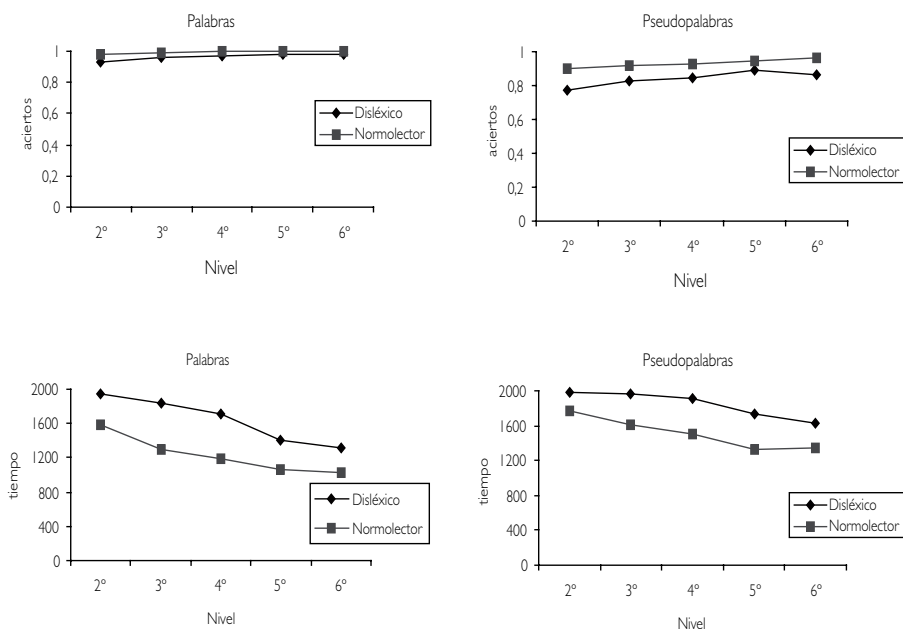 Palabras
1
0,8
0,6
0,4
0,2
0
aciertos
2º 3º 4º 5º 6º
Nivel
Disléxico
Normolector
Pseudopalabras
1
0,8
0,6
0,4
0,2
0
aciertos
2º 3º 4º 5º 6º
Nivel
Disléxico
Normolector
Palabras
2000
1600
1200
800
400
0
tiempo
2º 3º 4º 5º 6º
Nivel
Disléxico
Normolector
Pseudopalabras
2000
1600
1200
800
400
0
tiempo
2º 3º 4º 5º 6º
Nivel
Disléxico
Normolector